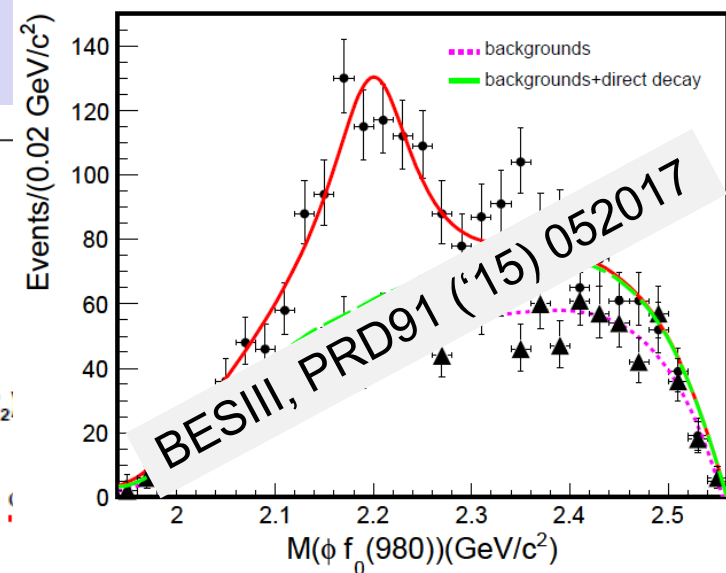 Events/(0.02 GeV/c²)
140
120
100
80
60
40
20
0
backgrounds
backgrounds+direct decay
BESIII, PRD91 ('15) 052017
2
2.1
2.2
2.3
2.4
2.5
M(ϕ f₀(980))(GeV/c²)